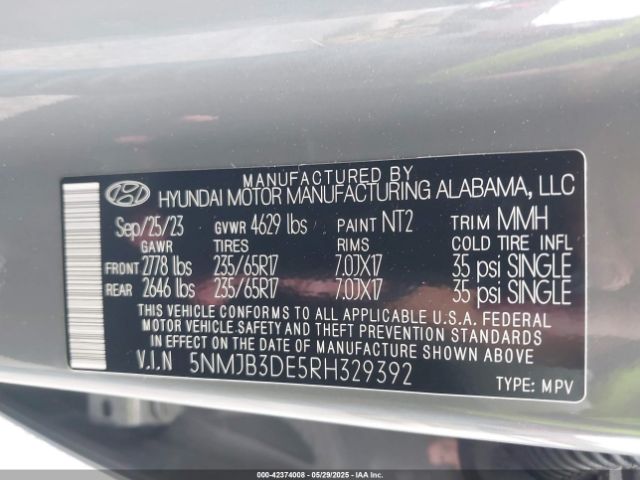 MANUFACTURED BY
HYUNDAI MOTOR MANUFACTURING ALABAMA, LLC
Sep/25/23 GVWR 4629 lbs PAINT NT2 TRIM MMH
GAWR TIRES RIMS COLD TIRE INFL
FRONT 2778 lbs 235/65R17 7.0JX17 35 psi SINGLE
REAR 2646 lbs 235/65R17 7.0JX17 35 psi SINGLE
THIS VEHICLE CONFORMS TO ALL APPLICABLE U.S.A. FEDERAL
MOTOR VEHICLE SAFETY AND THEFT PREVENTION STANDARDS
IN EFFECT ON THE DATE OF MANUFACTURE SHOWN ABOVE.
V.I.N 5NMJB3DE5RH329392
TYPE: MPV
000-42374008 - 05/29/2025 - IAAI.COM